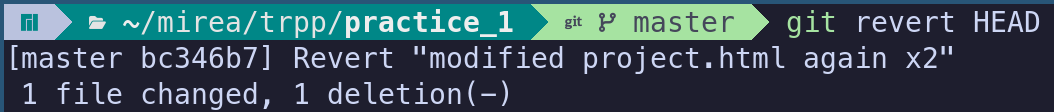 ~/mirea/trpp/practice_1 git master git revert HEAD
[master bc346b7] Revert "modified project.html again x2"
1 file changed, 1 deletion(-)